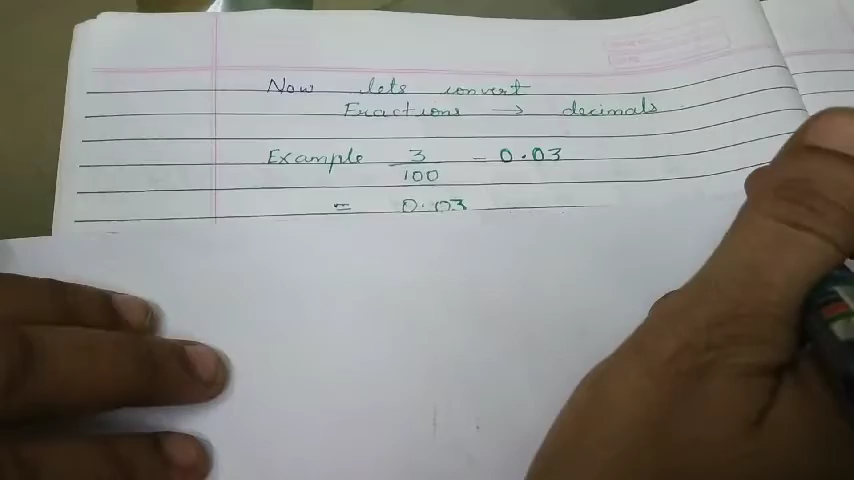 Now lets convert
Fractions → decimals
Example 3/100 = 0.03
= 0.03